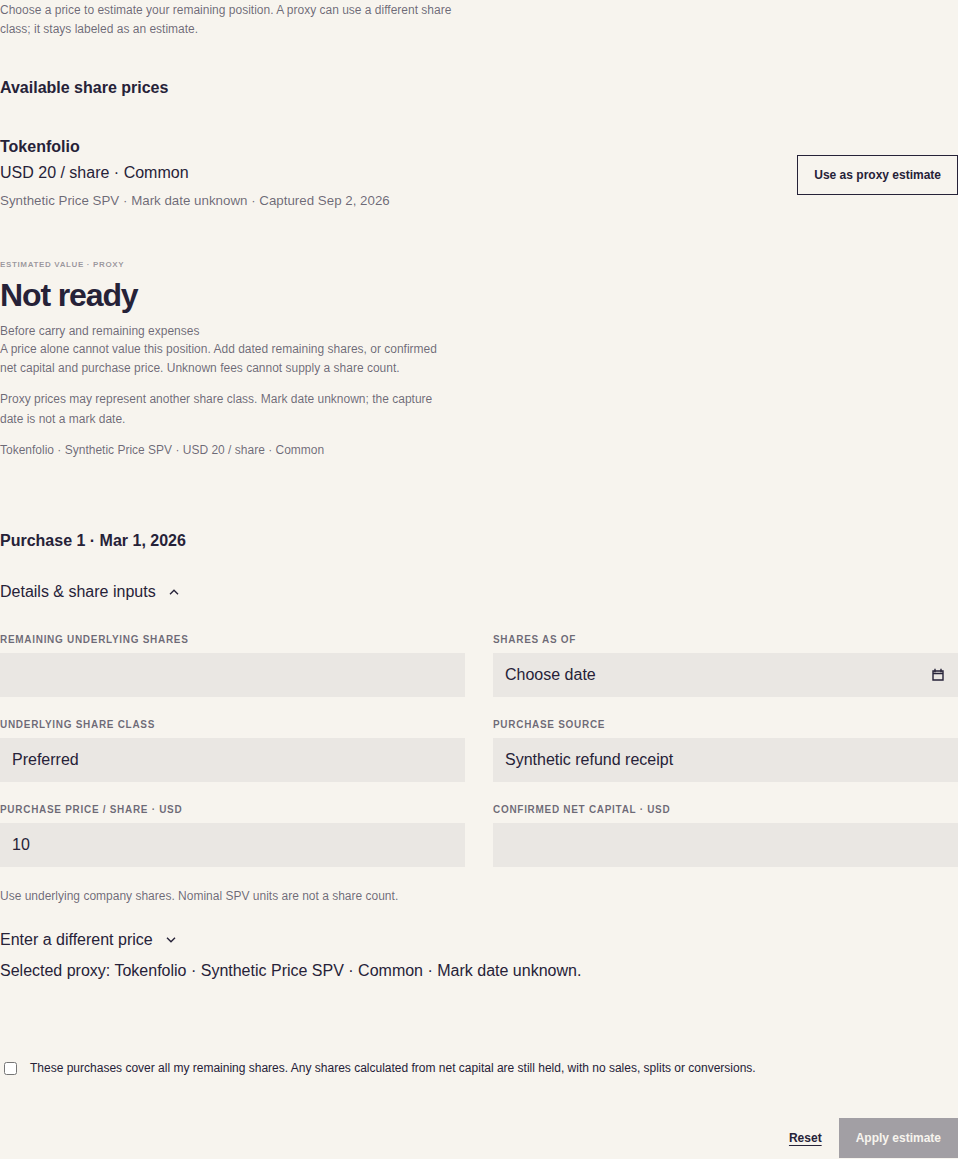 Choose a price to estimate your remaining position. A proxy can use a different share
class; it stays labeled as an estimate.
Available share prices
Tokenfolio
USD 20 / share · Common
Synthetic Price SPV · Mark date unknown · Captured Sep 2, 2026
Use as proxy estimate
ESTIMATED VALUE · PROXY
Not ready
Before carry and remaining expenses
A price alone cannot value this position. Add dated remaining shares, or confirmed
net capital and purchase price. Unknown fees cannot supply a share count.
Proxy prices may represent another share class. Mark date unknown; the capture
date is not a mark date.
Tokenfolio · Synthetic Price SPV · USD 20 / share · Common
Purchase 1 · Mar 1, 2026
Details & share inputs
REMAINING UNDERLYING SHARES
SHARES AS OF
Choose date
UNDERLYING SHARE CLASS
PURCHASE SOURCE
Preferred
Synthetic refund receipt
PURCHASE PRICE / SHARE · USD
CONFIRMED NET CAPITAL · USD
10
Use underlying company shares. Nominal SPV units are not a share count.
Enter a different price
Selected proxy: Tokenfolio · Synthetic Price SPV · Common · Mark date unknown.
These purchases cover all my remaining shares. Any shares calculated from net capital are still held, with no sales, splits or conversions.
Reset
Apply estimate